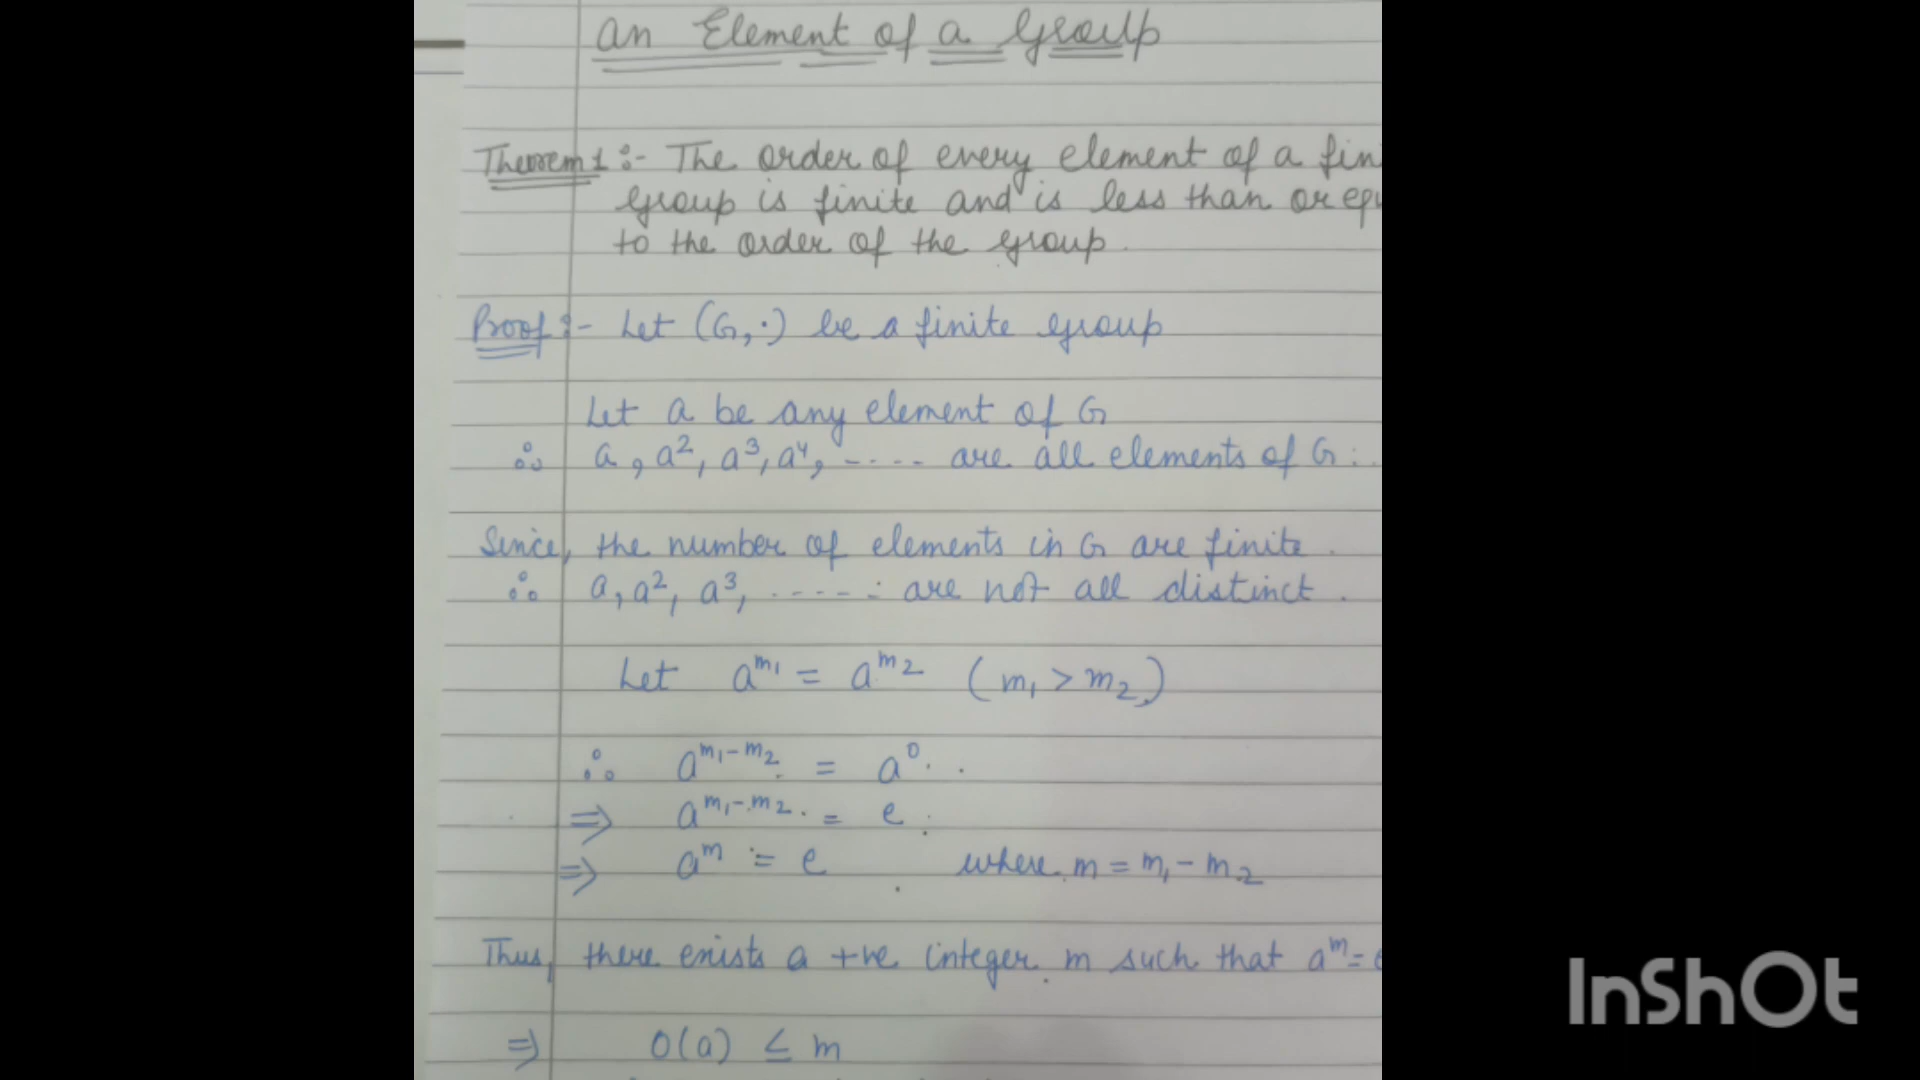 an Element of a Group
Theorem 1 :- The order of every element of a fini
group is finite and is less than or equ
to the order of the group.
Proof :- Let (G, ·) be a finite group
Let a be any element of G
∴ a, a², a³, a⁴, ---- are all elements of G.
Since, the number of elements in G are finite.
∴ a, a², a³, ----- are not all distinct.
Let a^m₁ = a^m₂ (m₁ > m₂)
∴ a^m₁-m₂ = a⁰
⇒ a^m₁-m₂ = e
⇒ a^m = e where m = m₁ - m₂
Thus, there exists a +ve integer m such that a^m = e
⇒ O(a) ≤ m
InShOt